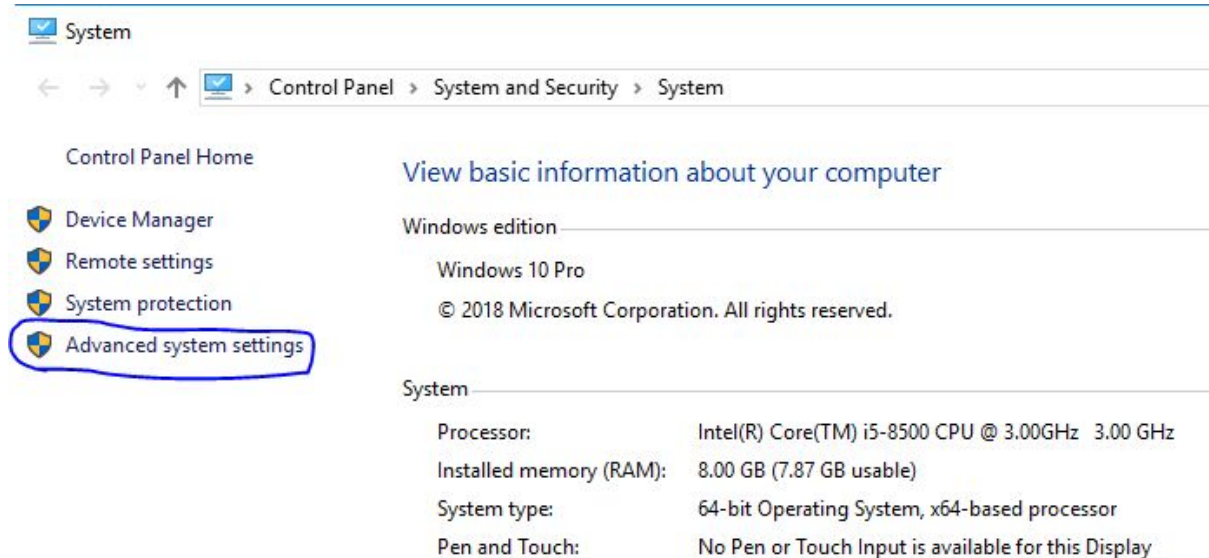 System
Control Panel > System and Security > System
Control Panel Home
Device Manager
Remote settings
System protection
Advanced system settings
View basic information about your computer
Windows edition
Windows 10 Pro
© 2018 Microsoft Corporation. All rights reserved.
System
Processor: Intel(R) Core(TM) i5-8500 CPU @ 3.00GHz 3.00 GHz
Installed memory (RAM): 8.00 GB (7.87 GB usable)
System type: 64-bit Operating System, x64-based processor
Pen and Touch: No Pen or Touch Input is available for this Display